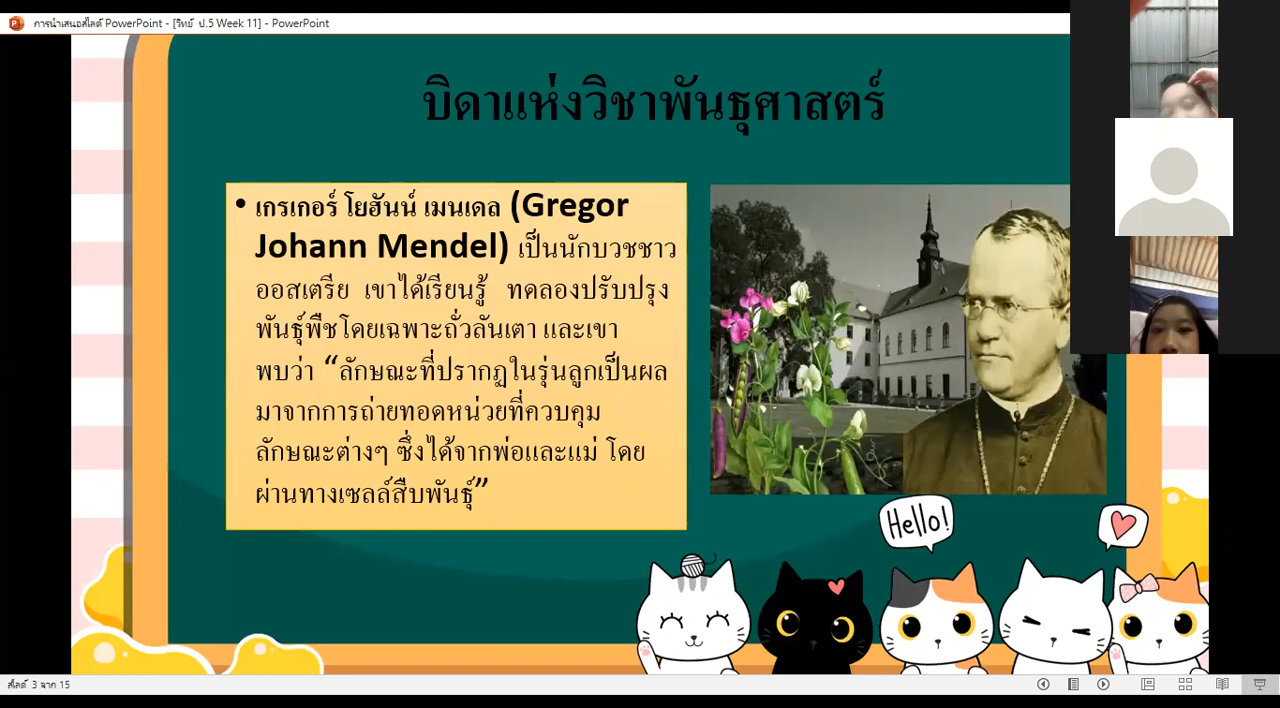 การนำเสนอสไลด์ PowerPoint - [วิทย์ ป.5 Week 11] - PowerPoint
บิดาแห่งวิชาพันธุศาสตร์
• เกรเกอร์ โยฮันน์ เมนเดล (Gregor
Johann Mendel) เป็นนักบวชชาว
ออสเตรีย เขาได้เรียนรู้ ทดลองปรับปรุง
พันธุ์พืชโดยเฉพาะถั่วลันเตา และเขา
พบว่า “ลักษณะที่ปรากฏในรุ่นลูกเป็นผล
มาจากการถ่ายทอดหน่วยที่ควบคุม
ลักษณะต่างๆ ซึ่งได้จากพ่อและแม่ โดย
ผ่านทางเซลล์สืบพันธุ์”
Hello!
สไลด์ 3 จาก 15